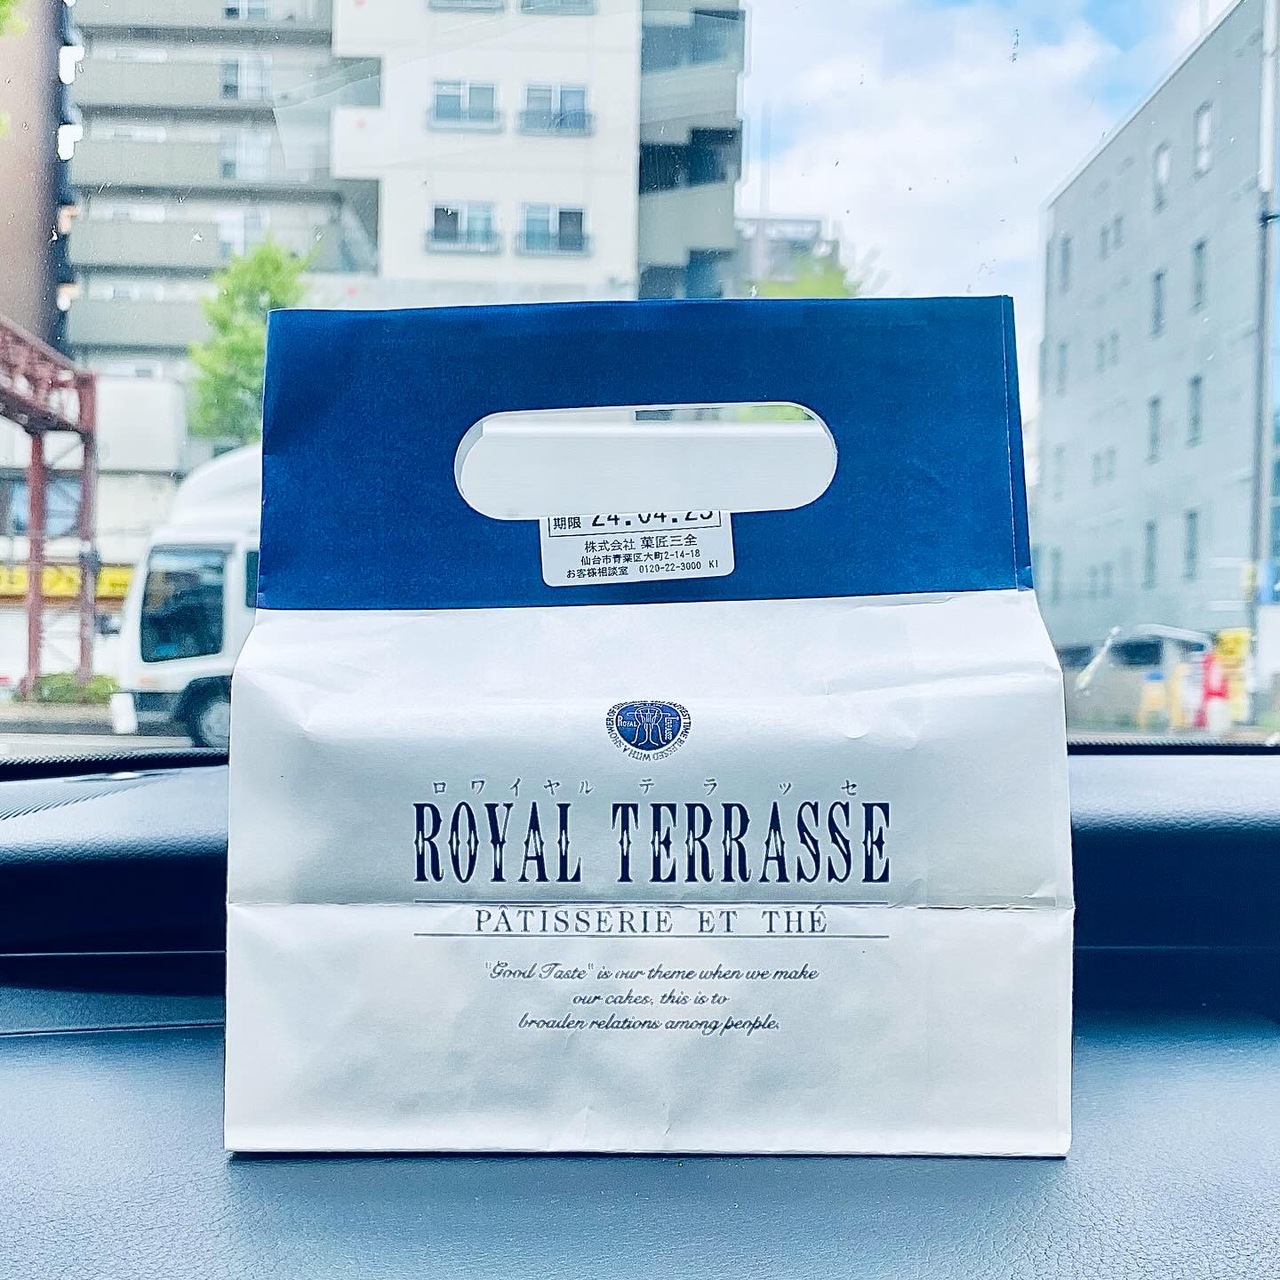 期限
株式会社 菓匠三全
仙台市青葉区大町2-14-18
お客様相談室 0120-22-3000 KI
ROYAL
ロワイヤル テラッセ
ROYAL TERRASSE
PÂTISSERIE ET THÉ
"Good Taste" is our theme when we make
our cakes, this is to
broaden relations among people.